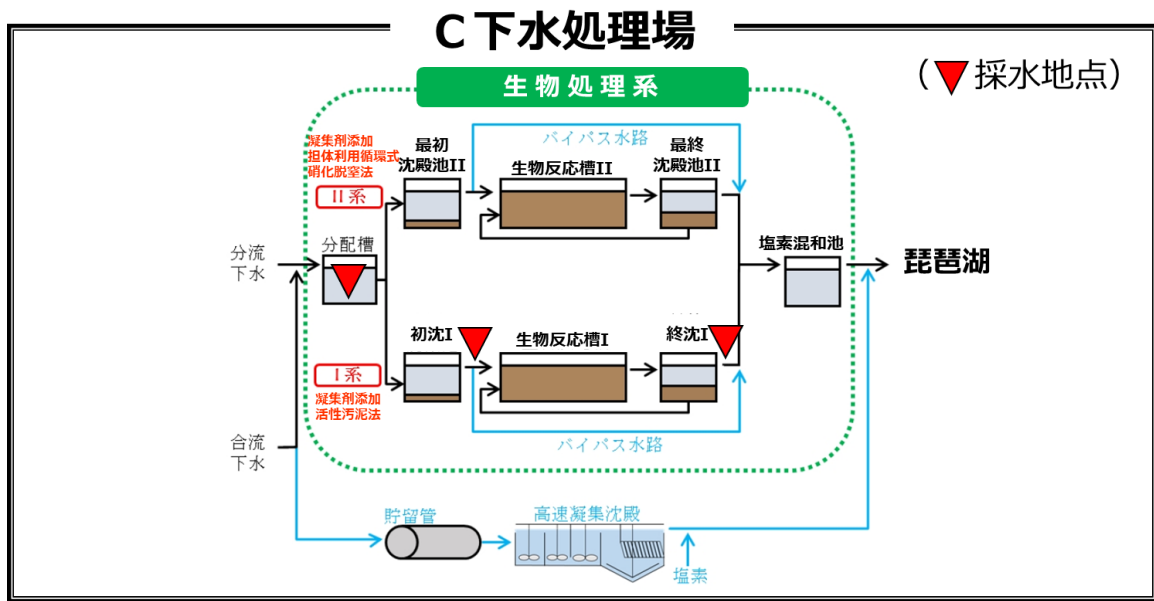 C下水処理場
(▼採水地点)
生物処理系
凝集剤添加
担体利用循環式
硝化脱窒法
II系
最初
沈殿池II
バイパス水路
生物反応槽II
最終
沈殿池II
分流
下水
分配槽
塩素混和池
琵琶湖
初沈I
生物反応槽I
終沈I
I系
凝集剤添加
活性汚泥法
バイパス水路
合流
下水
貯留管
高速凝集沈殿
塩素